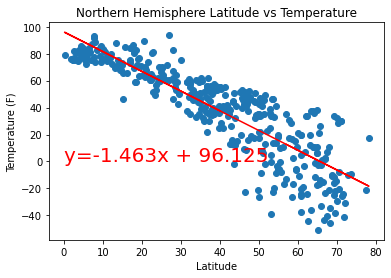 Northern Hemisphere Latitude vs Temperature
100
80
60
40
20
0
−20
−40
Temperature (F)
y=-1.463x + 96.125
0 10 20 30 40 50 60 70 80
Latitude